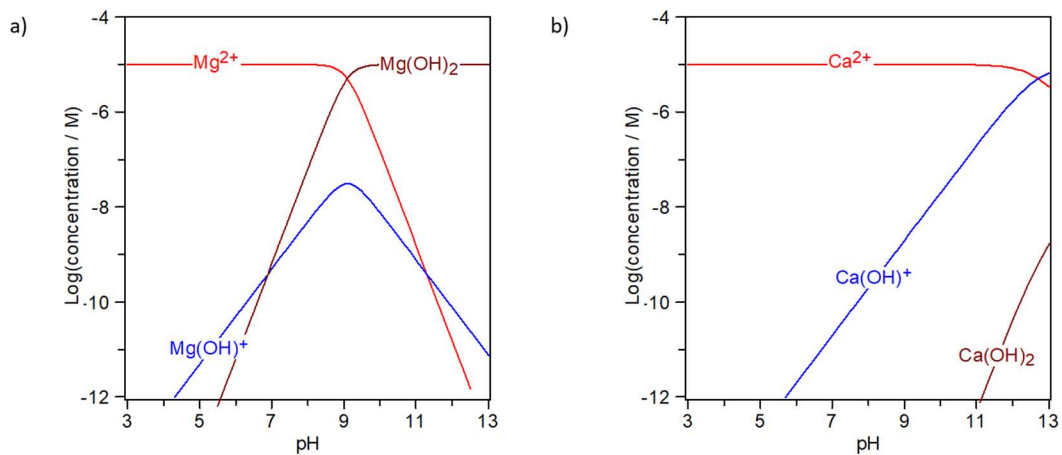 a)
Log(concentration / M)
-4
-6
-8
-10
-12
Mg2+
Mg(OH)2
Mg(OH)+
3 5 7 9 11 13
pH
b)
Log(concentration / M)
-4
-6
-8
-10
-12
Ca2+
Ca(OH)+
Ca(OH)2
3 5 7 9 11 13
pH